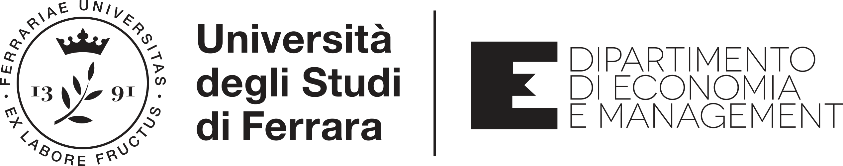 · FERRARIAE UNIVERSITAS ·
EX LABORE FRUCTUS
13 91
Università
degli Studi
di Ferrara
E
DIPARTIMENTO
DI ECONOMIA
E MANAGEMENT